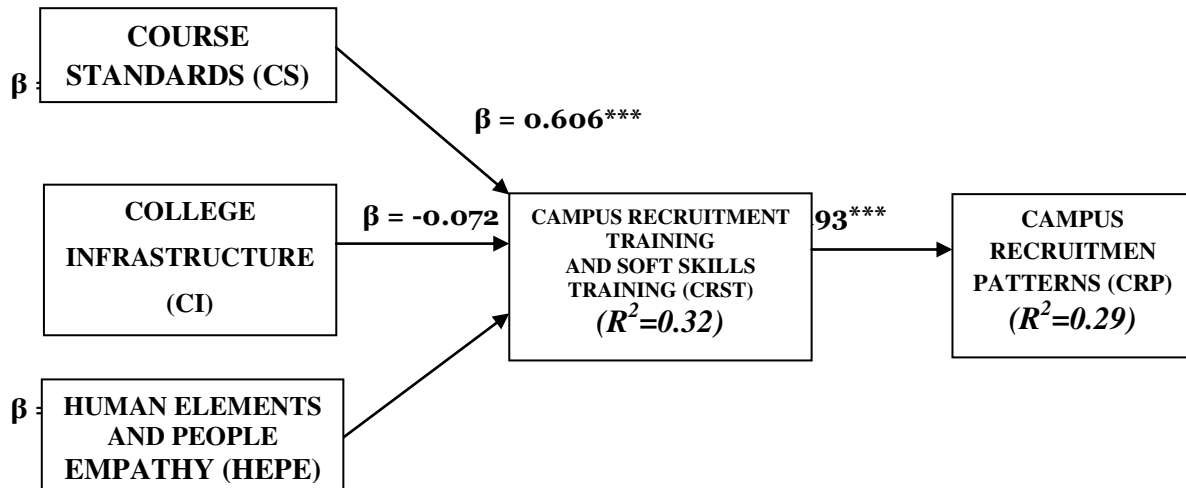 COURSE
STANDARDS (CS)
β =
β = 0.606***
COLLEGE
INFRASTRUCTURE
(CI)
β = -0.072
CAMPUS RECRUITMENT
TRAINING
AND SOFT SKILLS
TRAINING (CRST)
(R²=0.32)
93***
CAMPUS
RECRUITMEN
PATTERNS (CRP)
(R²=0.29)
β =
HUMAN ELEMENTS
AND PEOPLE
EMPATHY (HEPE)